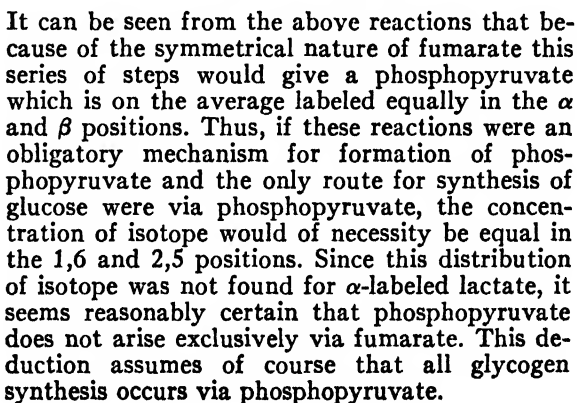 It can be seen from the above reactions that be-
cause of the symmetrical nature of fumarate this
series of steps would give a phosphopyruvate
which is on the average labeled equally in the α
and β positions. Thus, if these reactions were an
obligatory mechanism for formation of phos-
phopyruvate and the only route for synthesis of
glucose were via phosphopyruvate, the concen-
tration of isotope would of necessity be equal in
the 1,6 and 2,5 positions. Since this distribution
of isotope was not found for α-labeled lactate, it
seems reasonably certain that phosphopyruvate
does not arise exclusively via fumarate. This de-
duction assumes of course that all glycogen
synthesis occurs via phosphopyruvate.